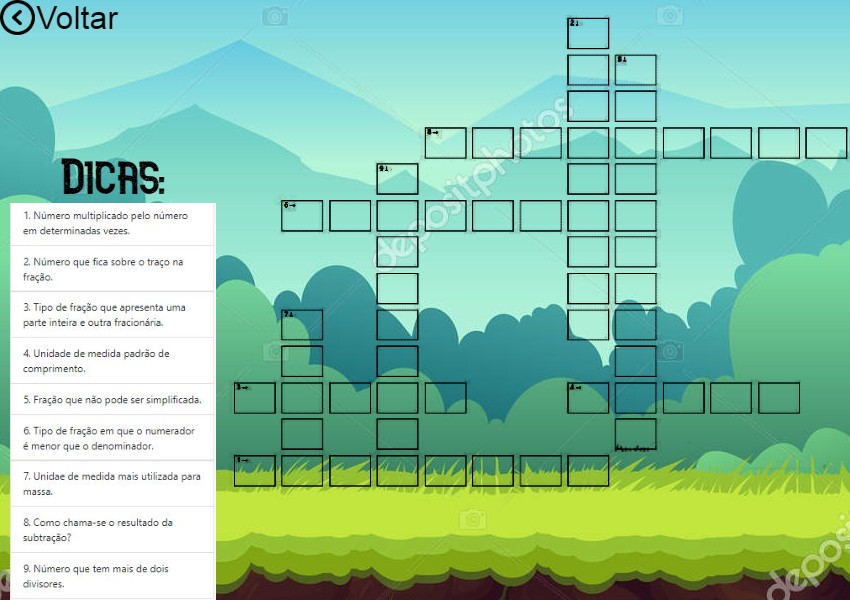 Voltar
DICAS:
1. Número multiplicado pelo número
em determinadas vezes.
2. Número que fica sobre o traço na
fração.
3. Tipo de fração que apresenta uma
parte inteira e outra fracionária.
4. Unidade de medida padrão de
comprimento.
5. Fração que não pode ser simplificada.
6. Tipo de fração em que o numerador
é menor que o denominador.
7. Unidae de medida mais utilizada para
massa.
8. Como chama-se o resultado da
subtração?
9. Número que tem mais de dois
divisores.
2↓
5↓
8→
9↓
6→
7↓
3→
4→
1→
depositphotos